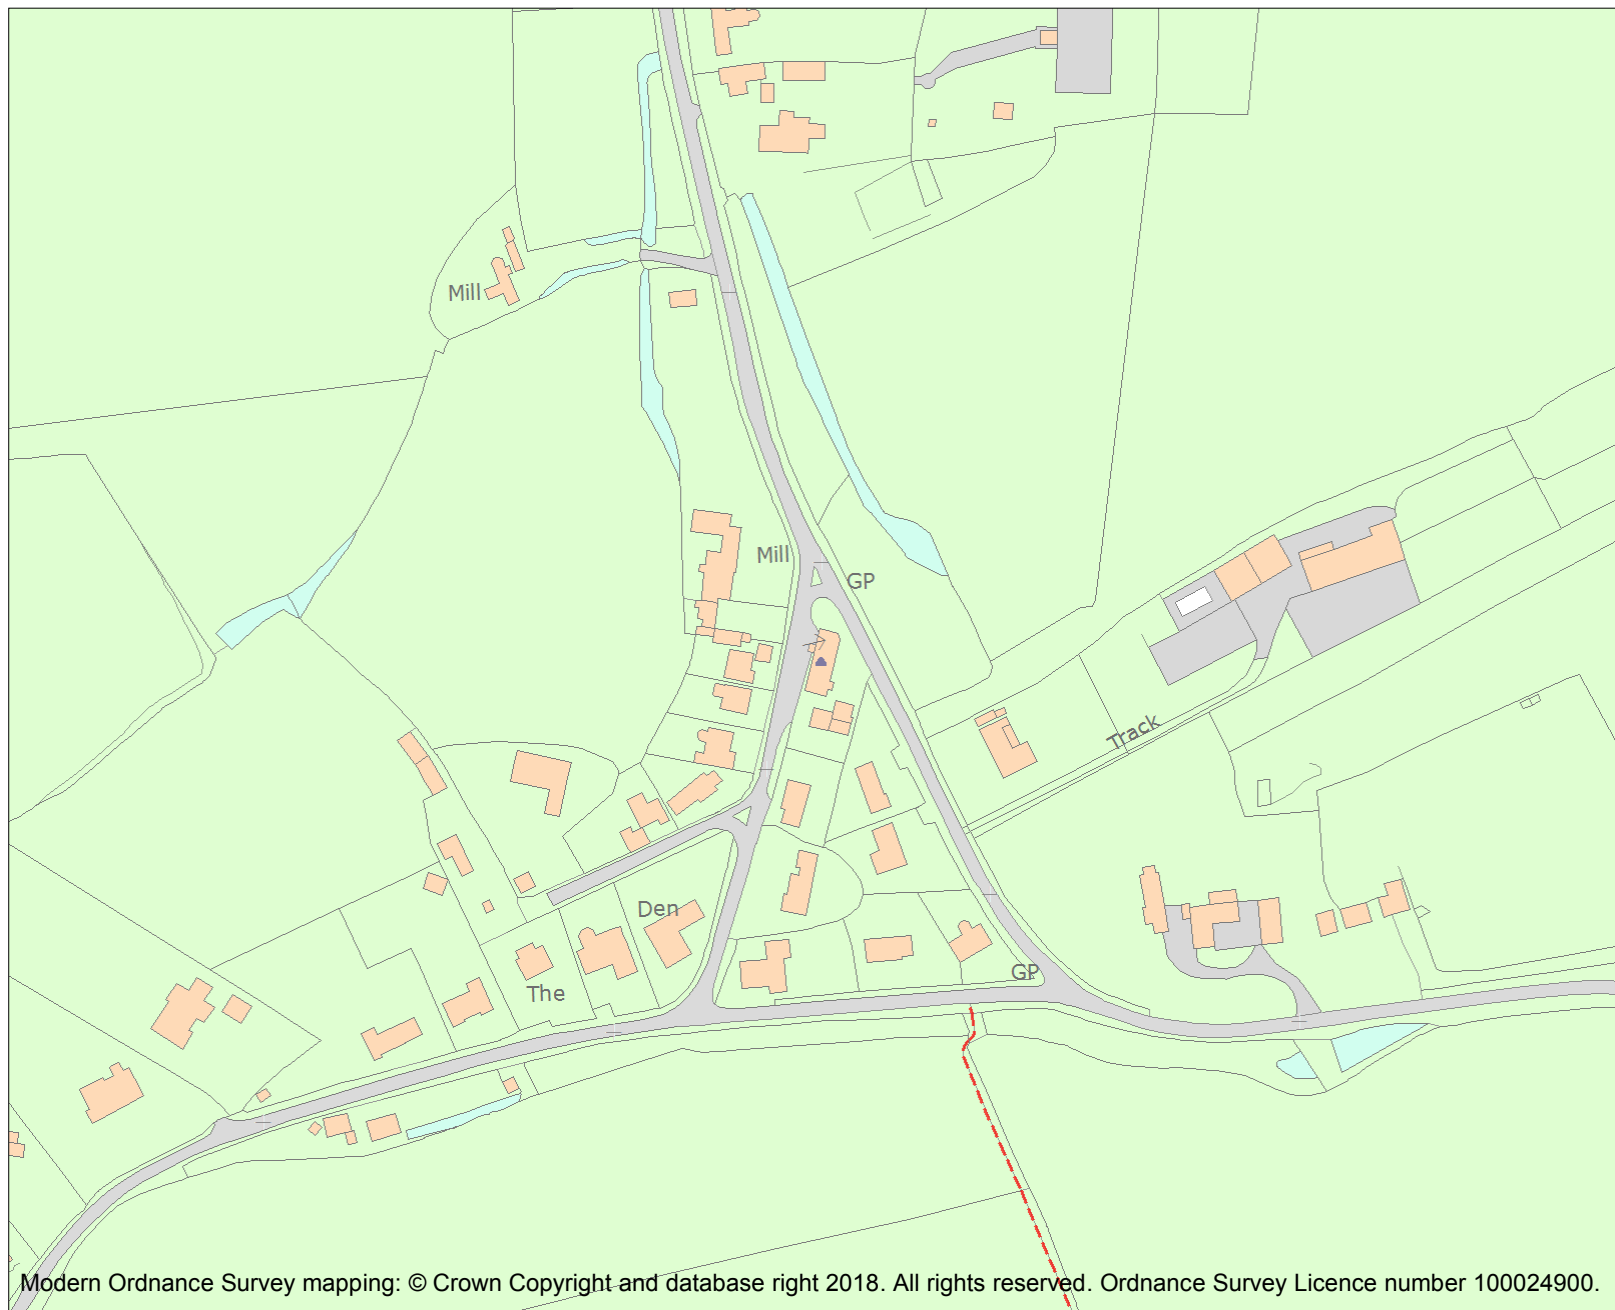 Mill
Mill
GP
Track
Den
The
GP
Modern Ordnance Survey mapping: © Crown Copyright and database right 2018. All rights reserved. Ordnance Survey Licence number 100024900.